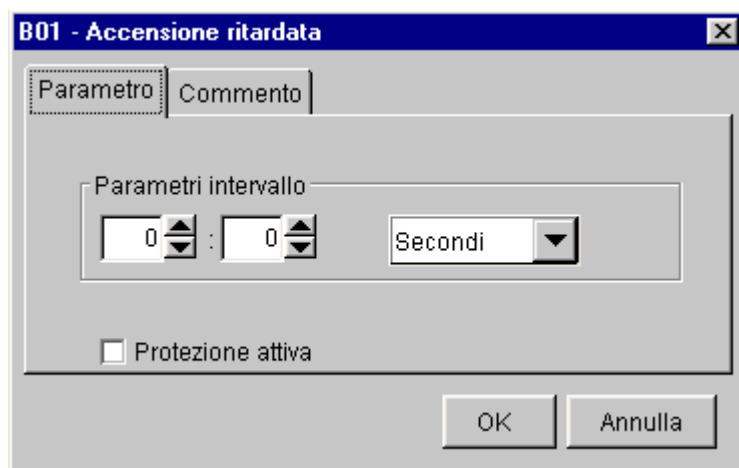 B01 - Accensione ritardata
Parametro Commento
Parametri intervallo
0 : 0 Secondi
Protezione attiva
OK Annulla